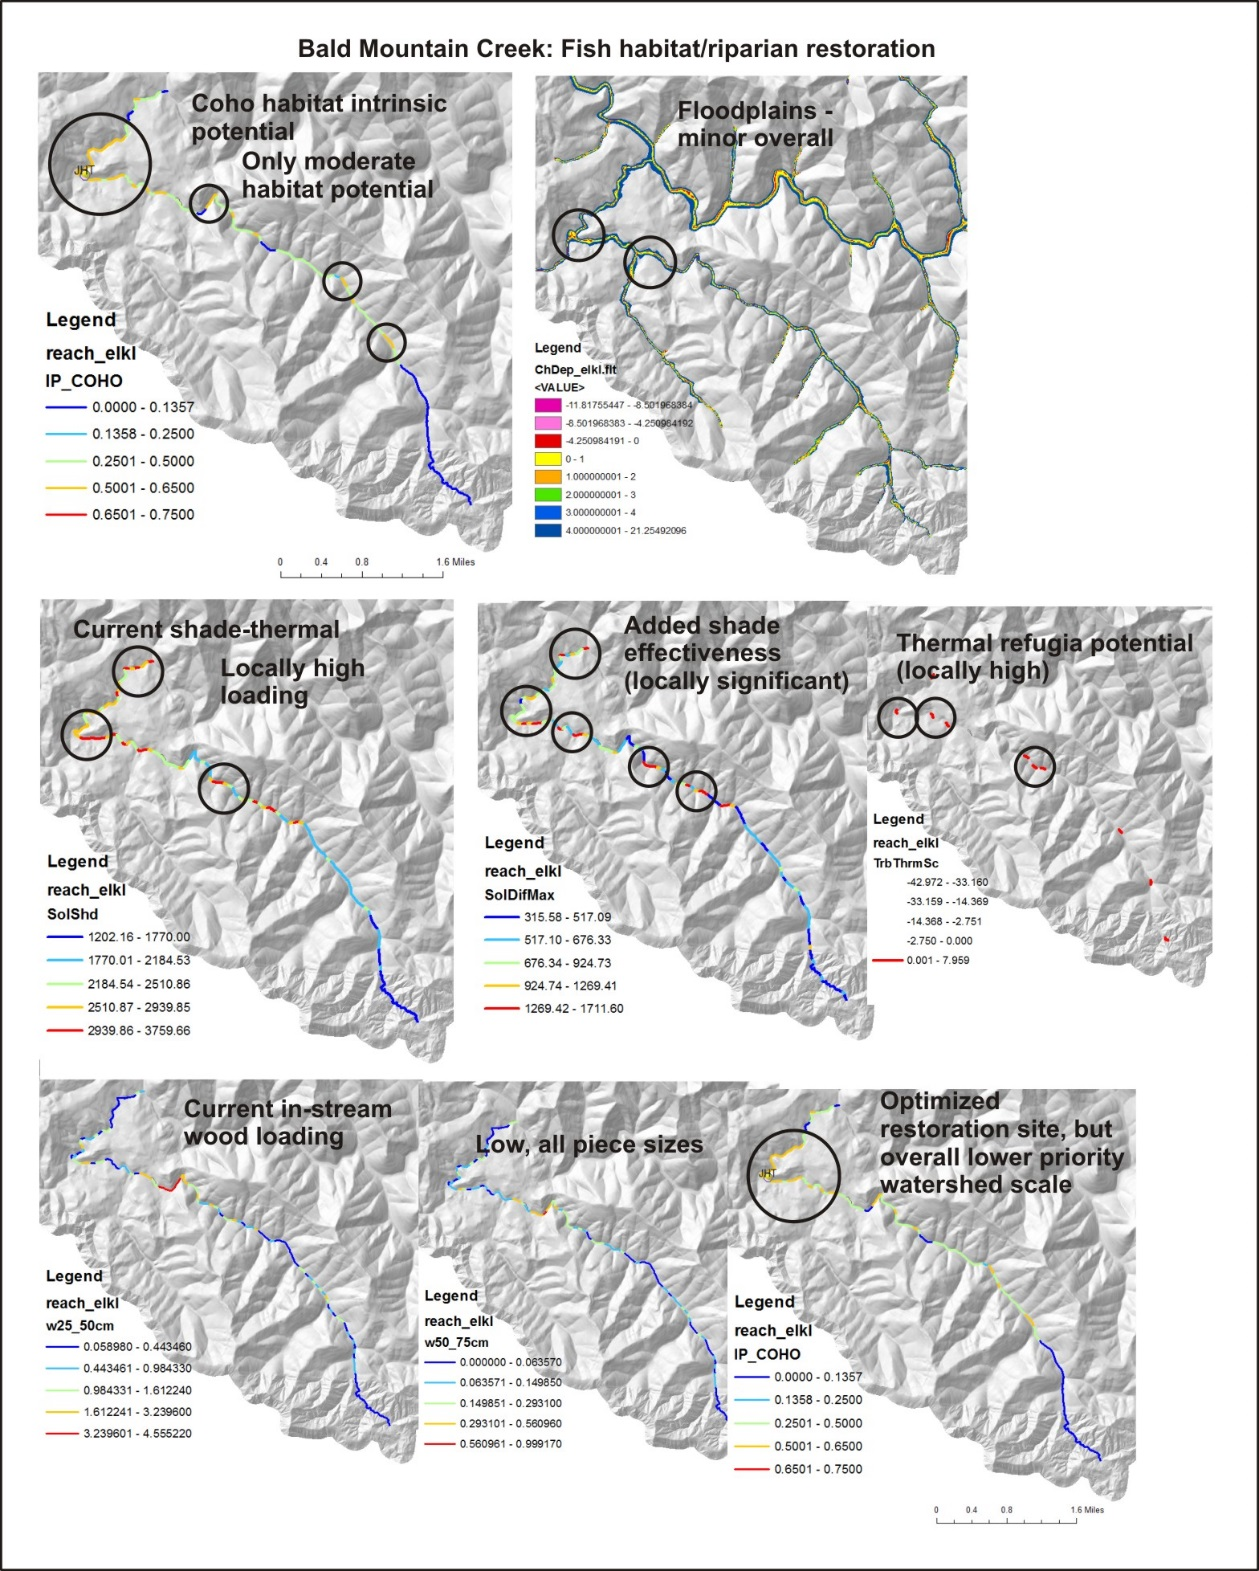 Bald Mountain Creek: Fish habitat/riparian restoration
Coho habitat intrinsic
potential
Only moderate
habitat potential
JHT
Legend
reach_elkl
IP_COHO
0.0000 - 0.1357
0.1358 - 0.2500
0.2501 - 0.5000
0.5001 - 0.6500
0.6501 - 0.7500
0 0.4 0.8 1.6 Miles
Floodplains -
minor overall
Legend
ChDep_elkl.flt
<VALUE>
-11.81755447 - -8.501968384
-8.501968383 - -4.250984192
-4.250984191 - 0
0 - 1
1.000000001 - 2
2.000000001 - 3
3.000000001 - 4
4.000000001 - 21.25492096
Current shade-thermal
Locally high
loading
Legend
reach_elkl
SolShd
1202.16 - 1770.00
1770.01 - 2184.53
2184.54 - 2510.86
2510.87 - 2939.85
2939.86 - 3759.66
Added shade
effectiveness
(locally significant)
Legend
reach_elkl
SolDifMax
315.58 - 517.09
517.10 - 676.33
676.34 - 924.73
924.74 - 1269.41
1269.42 - 1711.60
Thermal refugia potential
(locally high)
Legend
reach_elkl
TrbThrmSc
-42.972 - -33.160
-33.159 - -14.369
-14.368 - -2.751
-2.750 - 0.000
0.001 - 7.959
Current in-stream
wood loading
Legend
reach_elkl
w25_50cm
0.058980 - 0.443460
0.443461 - 0.984330
0.984331 - 1.612240
1.612241 - 3.239600
3.239601 - 4.555220
Low, all piece sizes
Legend
reach_elkl
w50_75cm
0.000000 - 0.063570
0.063571 - 0.149850
0.149851 - 0.293100
0.293101 - 0.560960
0.560961 - 0.999170
Optimized
restoration site, but
overall lower priority
watershed scale
JHT
Legend
reach_elkl
IP_COHO
0.0000 - 0.1357
0.1358 - 0.2500
0.2501 - 0.5000
0.5001 - 0.6500
0.6501 - 0.7500
0 0.4 0.8 1.6 Miles